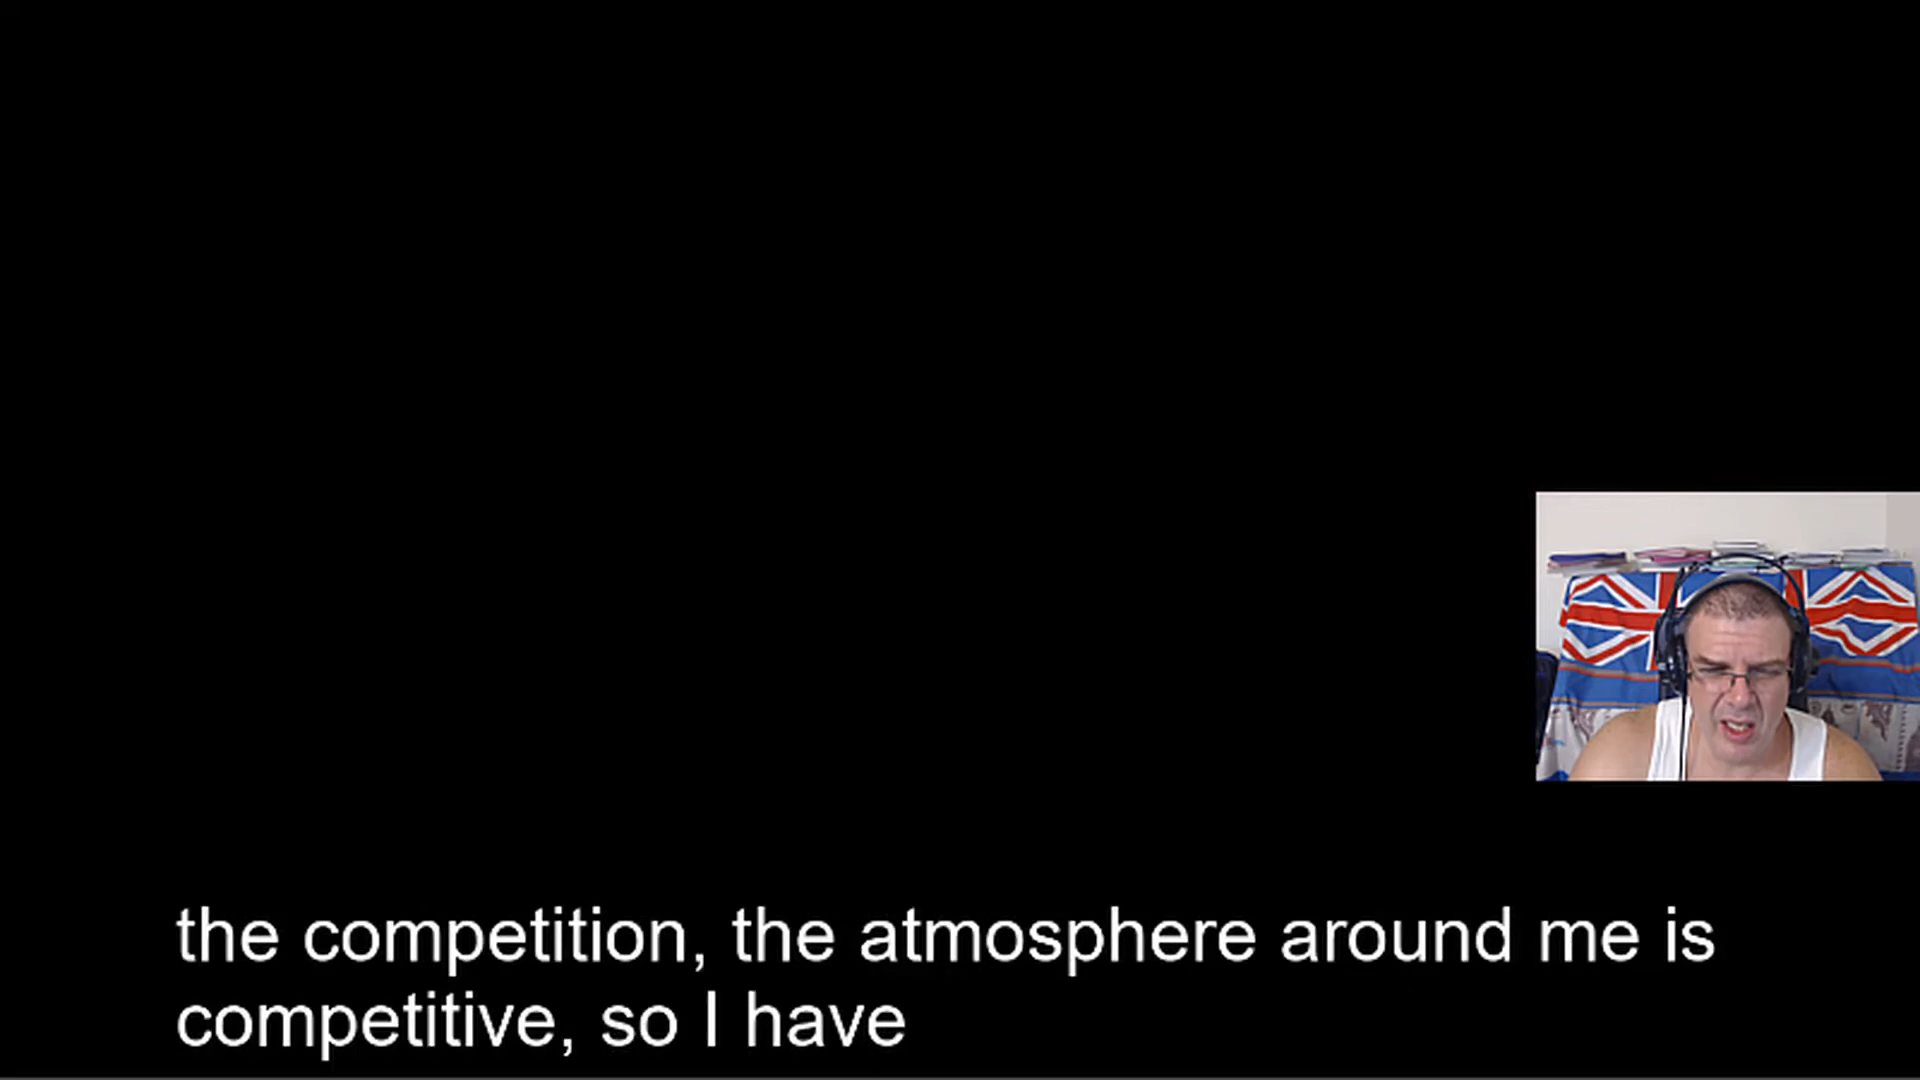 the competition, the atmosphere around me is
competitive, so I have